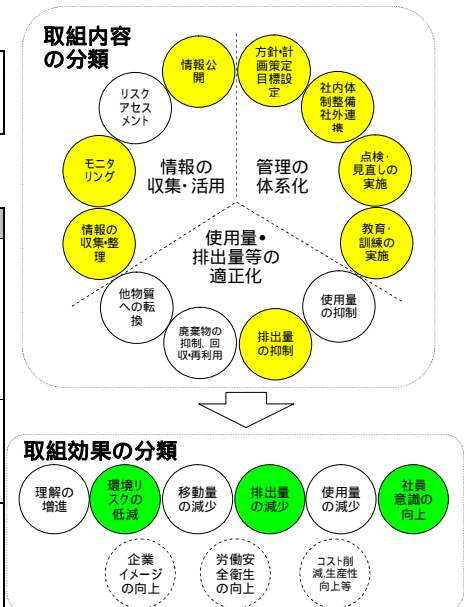 取組内容
の分類
情報公
開
方針・計
画策定
目標設
定
リスク
アセス
メント
社内体
制整備
社外連
携
モニタ
リング
情報の
収集・活用
管理の
体系化
点検・
見直しの
実施
情報の
収集・整
理
使用量・
排出量等の
適正化
教育・
訓練の
実施
他物質
への転
換
廃棄物の
抑制、回
収・再利用
排出量
の抑制
使用量
の抑制
取組効果の分類
理解の
増進
環境リ
スクの
低減
移動量
の減少
排出量
の減少
使用量
の減少
社員
意識の
向上
企業
イメージ
の向上
労働安
全衛生
の向上
コスト削
減,生産性
向上等